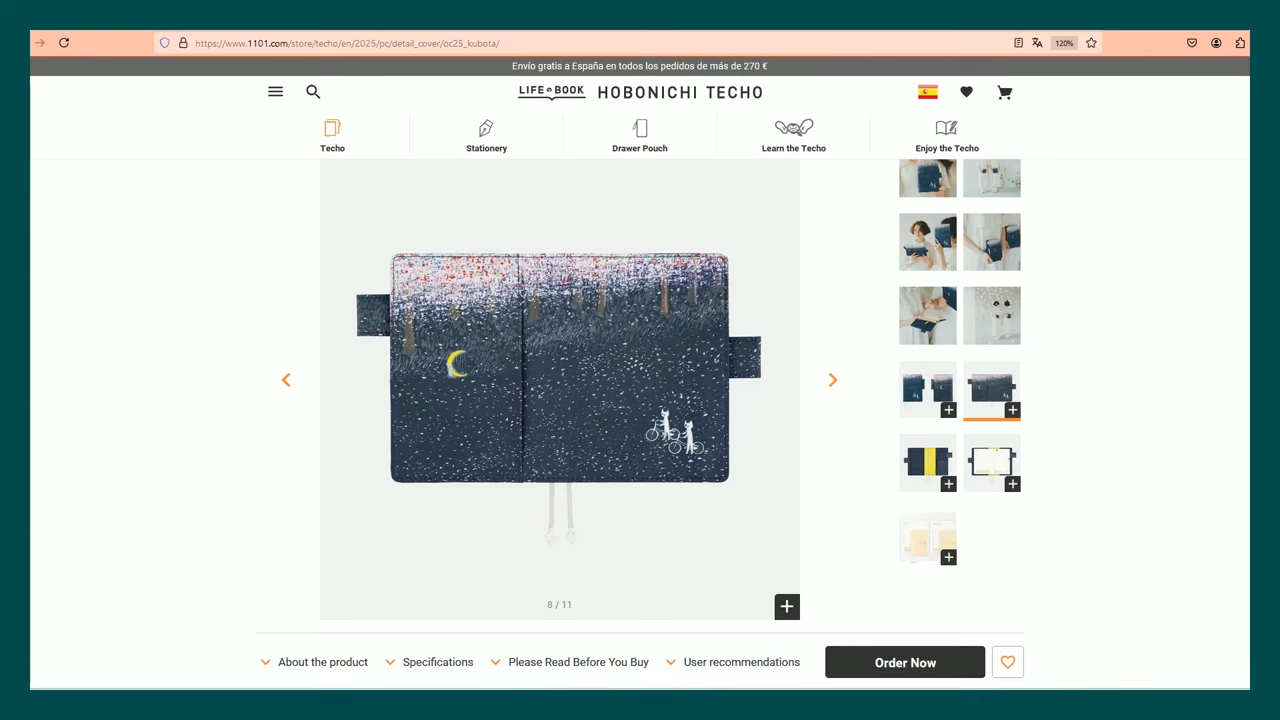 https://www.1101.com/store/techo/en/2025/pc/detail_cover/oc25_kubota/
120%
Envío gratis a España en todos los pedidos de más de 270 €
LIFE BOOK HOBONICHI TECHO
Techo
Stationery
Drawer Pouch
Learn the Techo
Enjoy the Techo
8 / 11
About the product
Specifications
Please Read Before You Buy
User recommendations
Order Now